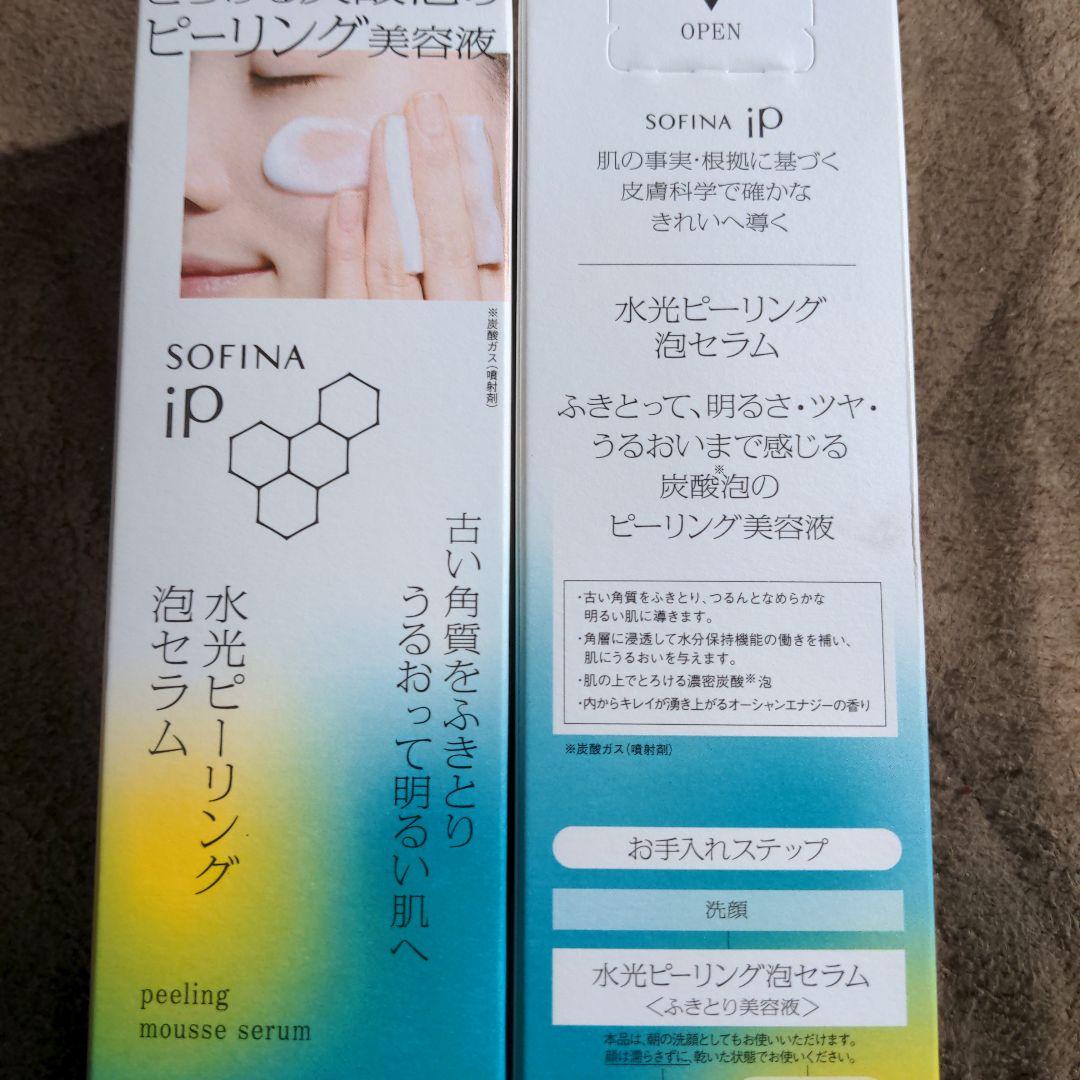 ピーリング美容液
※炭酸ガス(噴射剤)
SOFINA
iP
古い角質をふきとり
うるおって明るい肌へ
水光ピーリング
泡セラム
peeling
mousse serum
OPEN
SOFINA iP
肌の事実・根拠に基づく
皮膚科学で確かな
きれいへ導く
水光ピーリング
泡セラム
ふきとって、明るさ・ツヤ・
うるおいまで感じる
炭酸※泡の
ピーリング美容液
・古い角質をふきとり、つるんとなめらかな
明るい肌に導きます。
・角層に浸透して水分保持機能の働きを補い、
肌にうるおいを与えます。
・肌の上でとろける濃密炭酸※泡
・内からキレイが湧き上がるオーシャンエナジーの香り
※炭酸ガス(噴射剤)
お手入れステップ
洗顔
水光ピーリング泡セラム
<ふきとり美容液>
本品は、朝の洗顔としてもお使いいただけます。
顔は濡らさずに、乾いた状態でお使いください。